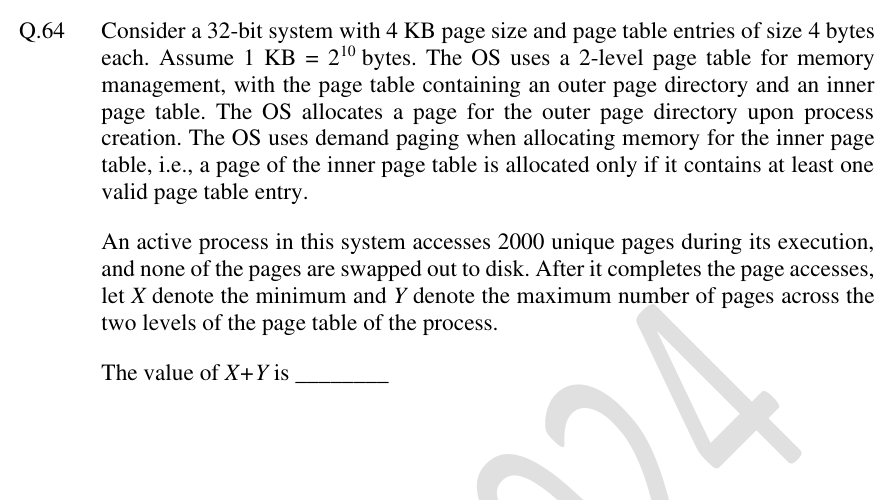 Q.64 Consider a 32-bit system with 4 KB page size and page table entries of size 4 bytes
each. Assume 1 KB = 2¹⁰ bytes. The OS uses a 2-level page table for memory
management, with the page table containing an outer page directory and an inner
page table. The OS allocates a page for the outer page directory upon process
creation. The OS uses demand paging when allocating memory for the inner page
table, i.e., a page of the inner page table is allocated only if it contains at least one
valid page table entry.
An active process in this system accesses 2000 unique pages during its execution,
and none of the pages are swapped out to disk. After it completes the page accesses,
let X denote the minimum and Y denote the maximum number of pages across the
two levels of the page table of the process.
The value of X+Y is ________